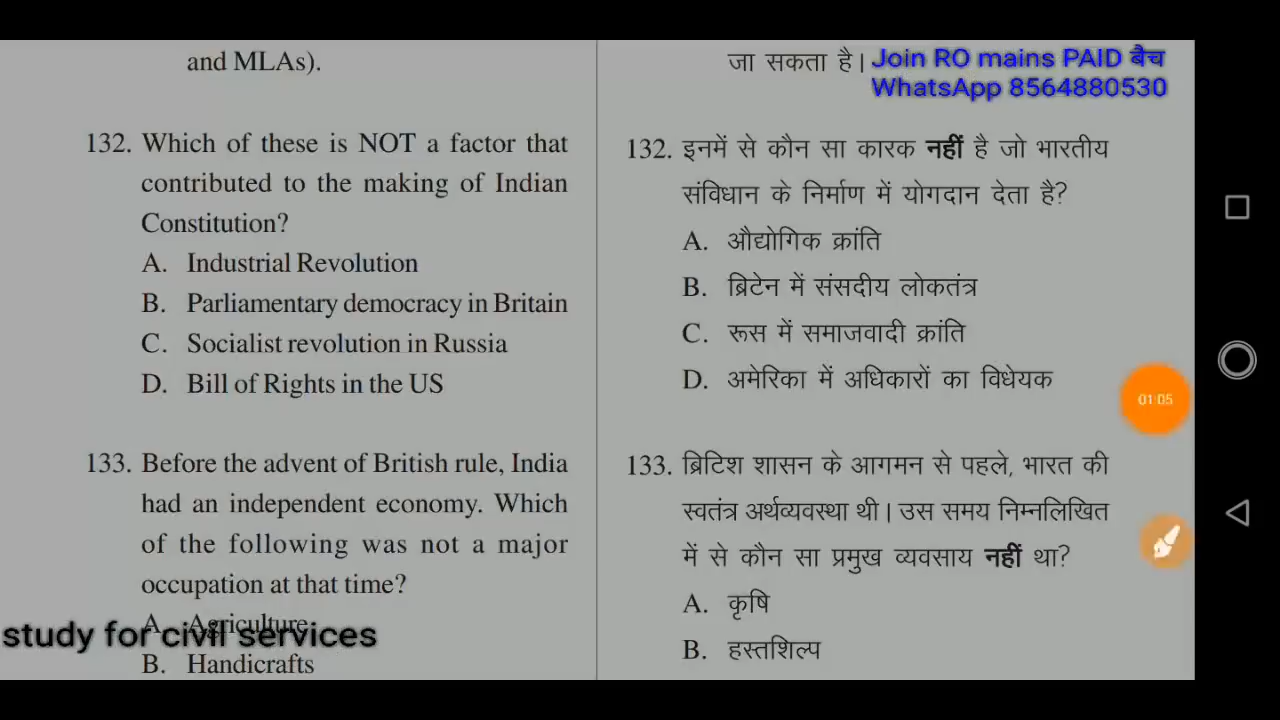 and MLAs).
132. Which of these is NOT a factor that
contributed to the making of Indian
Constitution?
A. Industrial Revolution
B. Parliamentary democracy in Britain
C. Socialist revolution in Russia
D. Bill of Rights in the US
133. Before the advent of British rule, India
had an independent economy. Which
of the following was not a major
occupation at that time?
A. Agriculture
B. Handicrafts
जा सकता है।
132. इनमें से कौन सा कारक नहीं है जो भारतीय
संविधान के निर्माण में योगदान देता है?
A. औद्योगिक क्रांति
B. ब्रिटेन में संसदीय लोकतंत्र
C. रूस में समाजवादी क्रांति
D. अमेरिका में अधिकारों का विधेयक
133. ब्रिटिश शासन के आगमन से पहले, भारत की
स्वतंत्र अर्थव्यवस्था थी। उस समय निम्नलिखित
में से कौन सा प्रमुख व्यवसाय नहीं था?
A. कृषि
B. हस्तशिल्प
Join RO mains PAID बैच
WhatsApp 8564880530
01:05
study for civil services